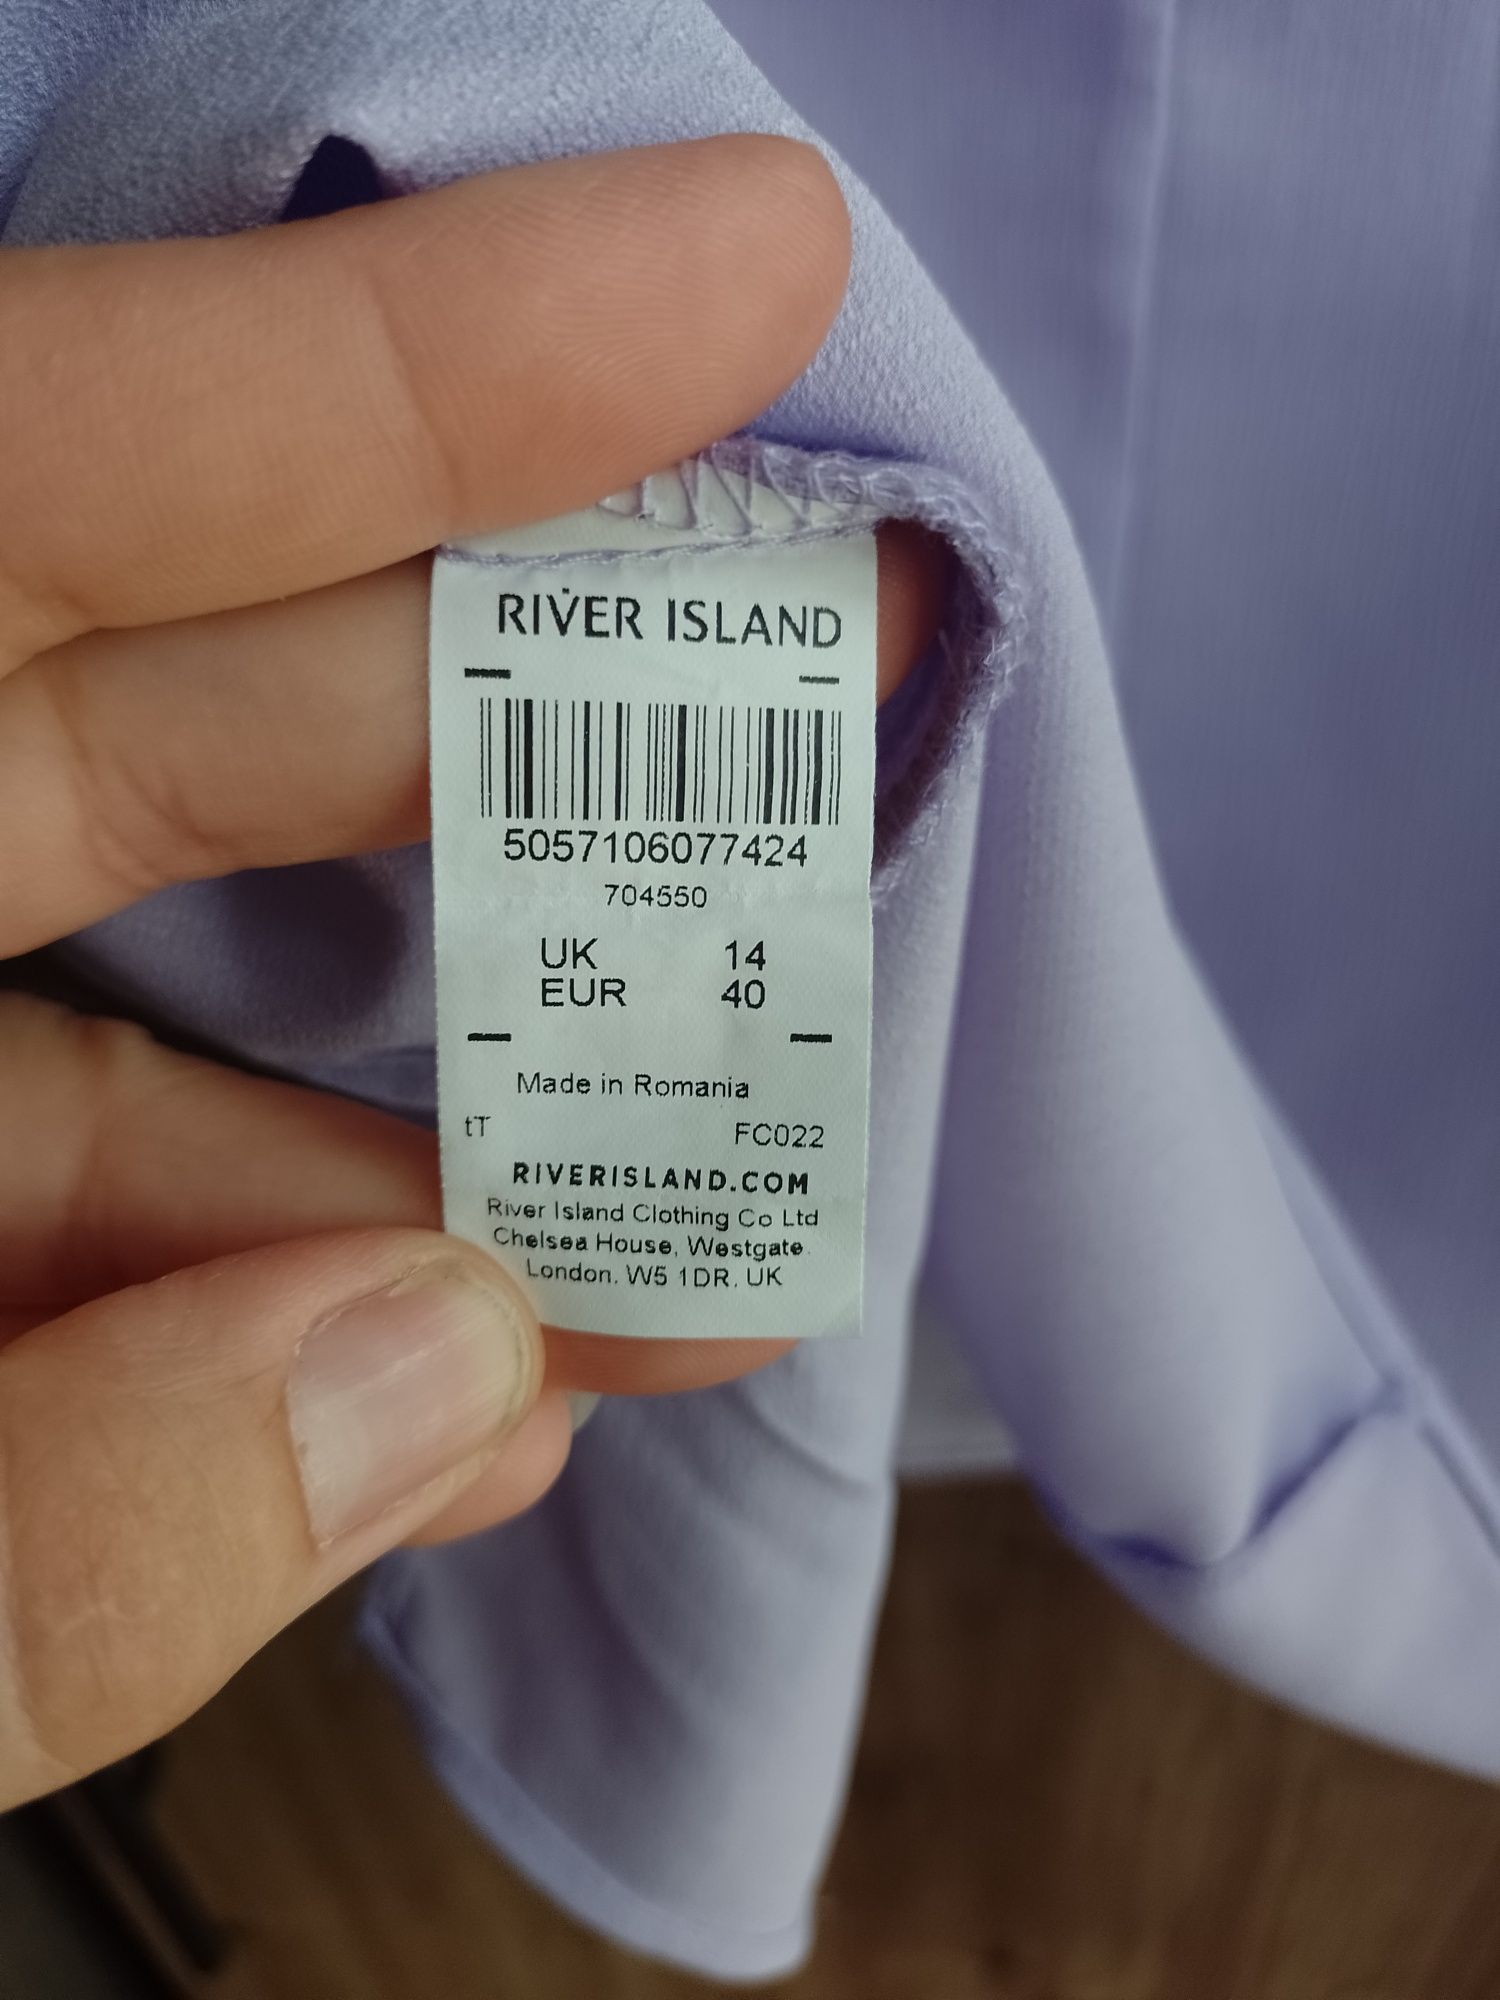 RIVER ISLAND
5057106077424
704550
UK 14
EUR 40
Made in Romania
tT FC022
RIVERISLAND.COM
River Island Clothing Co Ltd
Chelsea House, Westgate
London. W5 1DR. UK